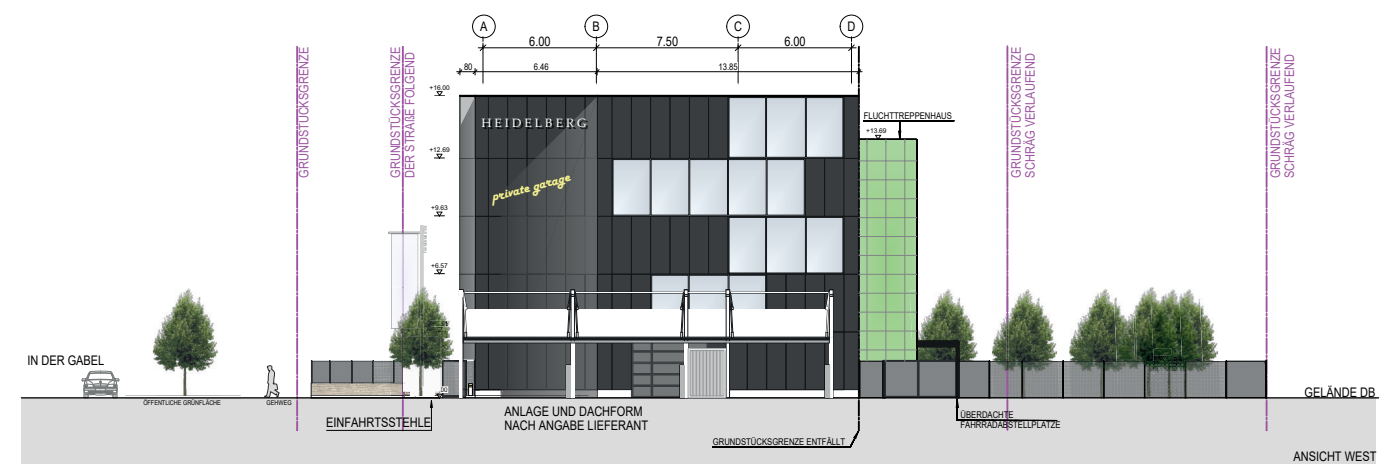 A
B
C
D
6.00
7.50
6.00
80
6.46
13.85
GRUNDSTÜCKSGRENZE
GRUNDSTÜCKSGRENZE
DER STRAßE FOLGEND
GRUNDSTÜCKSGRENZE
SCHRÄG VERLAUFEND
GRUNDSTÜCKSGRENZE
SCHRÄG VERLAUFEND
+16.00
HEIDELBERG
FLUCHTTREPPENHAUS
+13.69
+12.69
private garage
+9.63
+6.57
IN DER GABEL
GELÄNDE DB
ÖFFENTLICHE GRÜNFLÄCHE
GEHWEG
EINFAHRTSSTEHLE
ANLAGE UND DACHFORM
NACH ANGABE LIEFERANT
ÜBERDACHTE
FAHRRADABSTELLPLATZE
GRUNDSTÜCKSGRENZE ENTFÄLLT
ANSICHT WEST